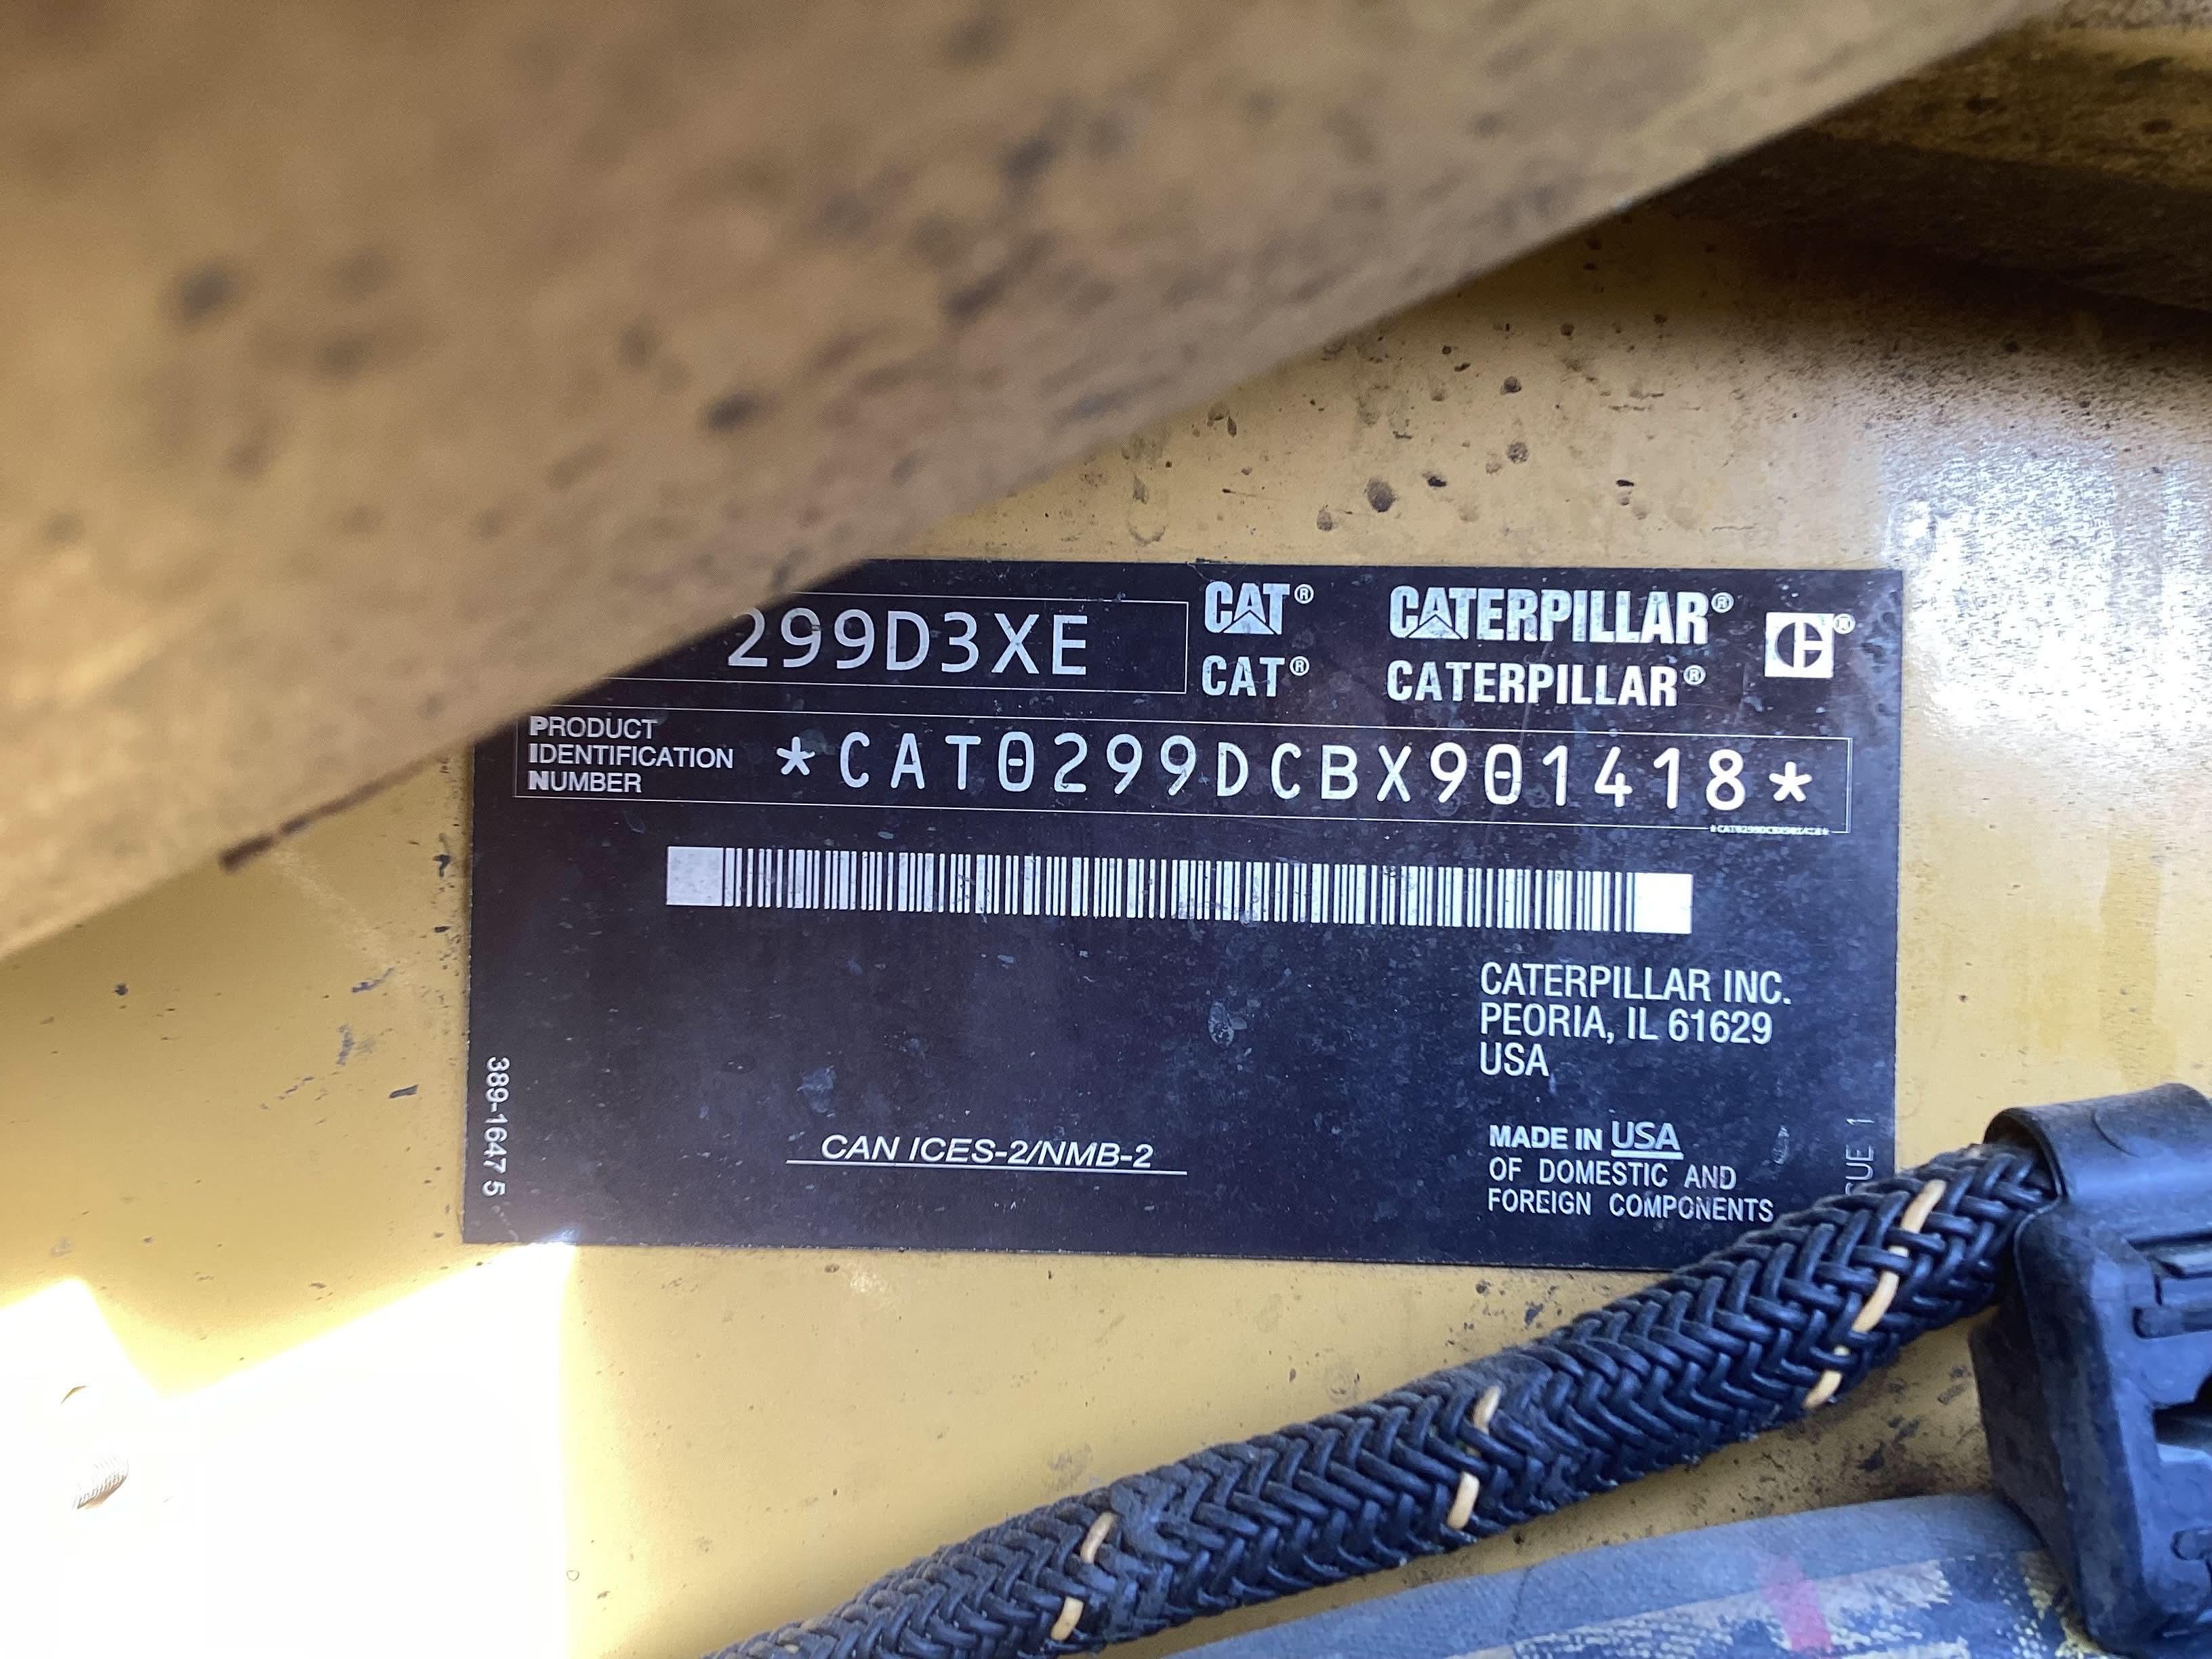 299D3XE
CAT® CATERPILLAR®
CAT® CATERPILLAR®
PRODUCT
IDENTIFICATION
NUMBER
*CAT0299DCBX901418*
*CAT0299DCBX901418*
CATERPILLAR INC.
PEORIA, IL 61629
USA
389-1647 5
CAN ICES-2/NMB-2
MADE IN USA
OF DOMESTIC AND
FOREIGN COMPONENTS